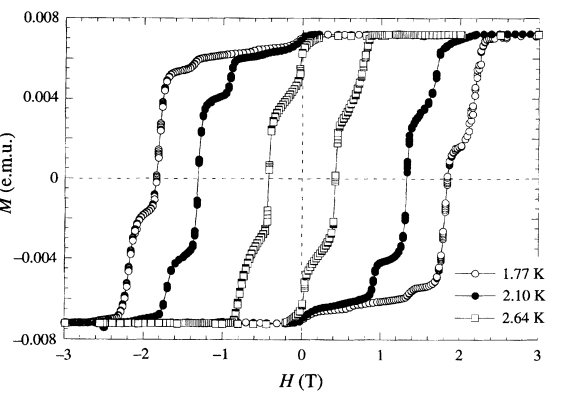 0.008
0.004
0
−0.004
−0.008
M (e.m.u.)
1.77 K
2.10 K
2.64 K
−3 −2 −1 0 1 2 3
H (T)